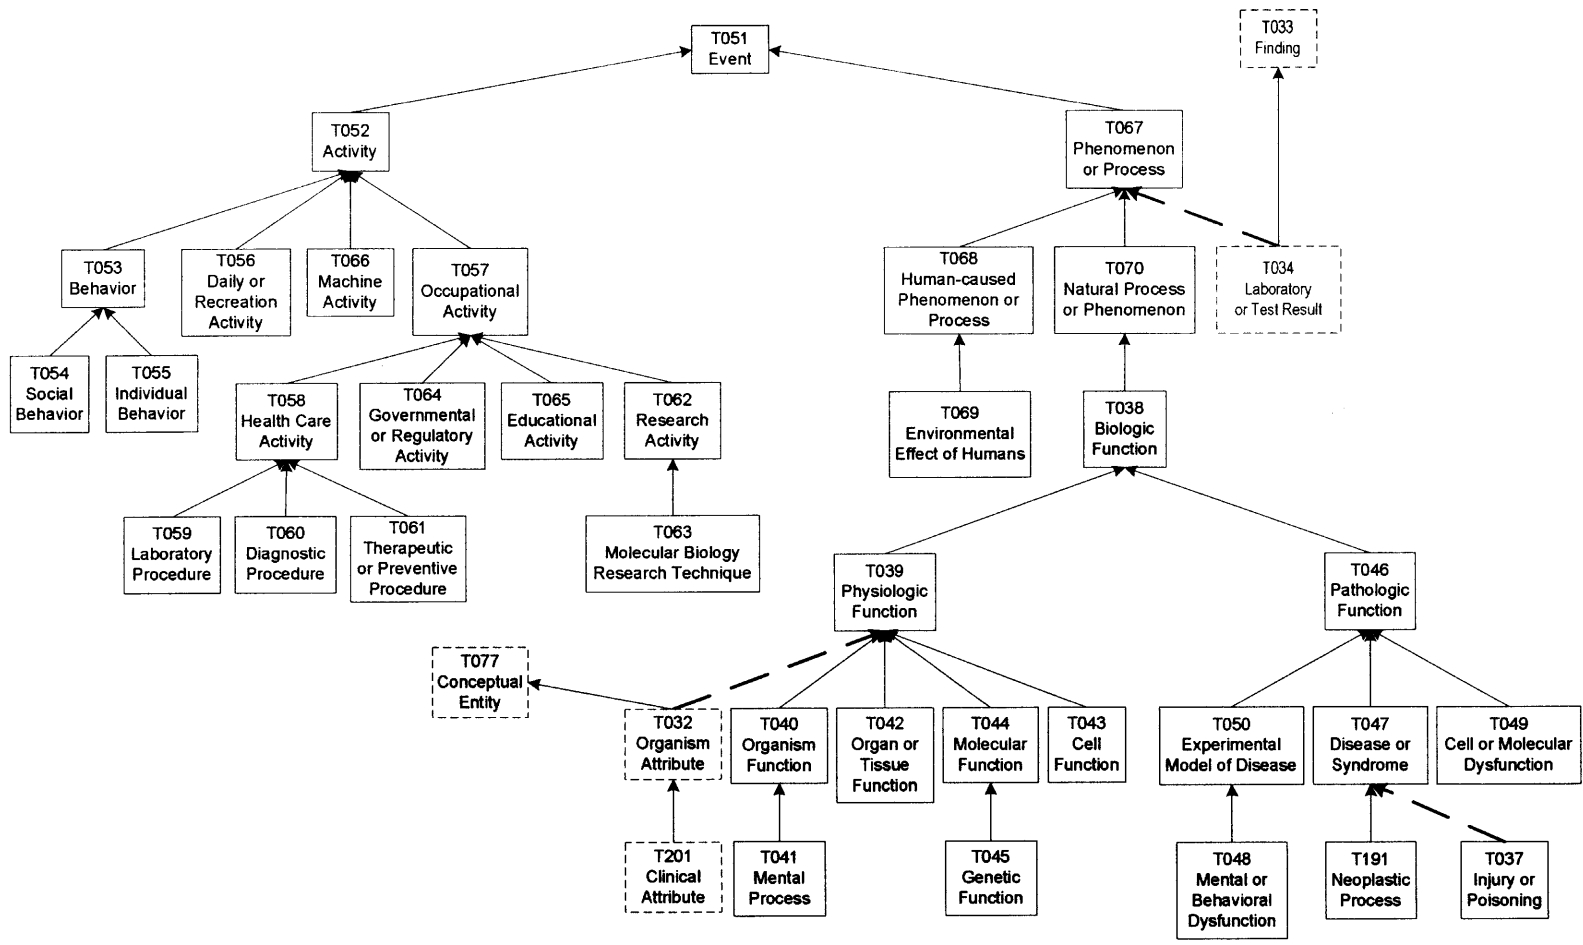 T051
Event
T033
Finding
T052
Activity
T067
Phenomenon
or Process
T053
Behavior
T056
Daily or
Recreation
Activity
T066
Machine
Activity
T057
Occupational
Activity
T068
Human-caused
Phenomenon or
Process
T070
Natural Process
or Phenomenon
T034
Laboratory
or Test Result
T054
Social
Behavior
T055
Individual
Behavior
T058
Health Care
Activity
T064
Governmental
or Regulatory
Activity
T065
Educational
Activity
T062
Research
Activity
T069
Environmental
Effect of Humans
T038
Biologic
Function
T059
Laboratory
Procedure
T060
Diagnostic
Procedure
T061
Therapeutic
or Preventive
Procedure
T063
Molecular Biology
Research Technique
T039
Physiologic
Function
T046
Pathologic
Function
T077
Conceptual
Entity
T032
Organism
Attribute
T040
Organism
Function
T042
Organ or
Tissue
Function
T044
Molecular
Function
T043
Cell
Function
T050
Experimental
Model of Disease
T047
Disease or
Syndrome
T049
Cell or Molecular
Dysfunction
T201
Clinical
Attribute
T041
Mental
Process
T045
Genetic
Function
T048
Mental or
Behavioral
Dysfunction
T191
Neoplastic
Process
T037
Injury or
Poisoning